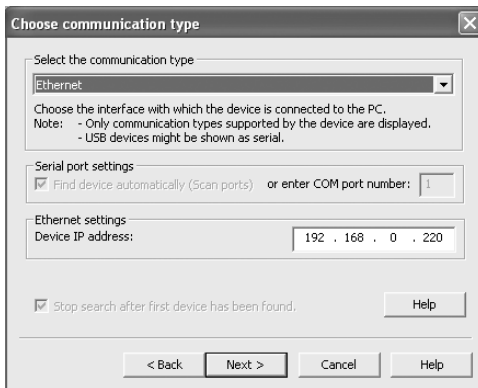 Choose communication type
Select the communication type
Ethernet
Choose the interface with which the device is connected to the PC.
Note: - Only communication types supported by the device are displayed.
- USB devices might be shown as serial.
Serial port settings
Find device automatically (Scan ports) or enter COM port number: 1
Ethernet settings
Device IP address: 192 . 168 . 0 . 220
Stop search after first device has been found. Help
< Back Next > Cancel Help